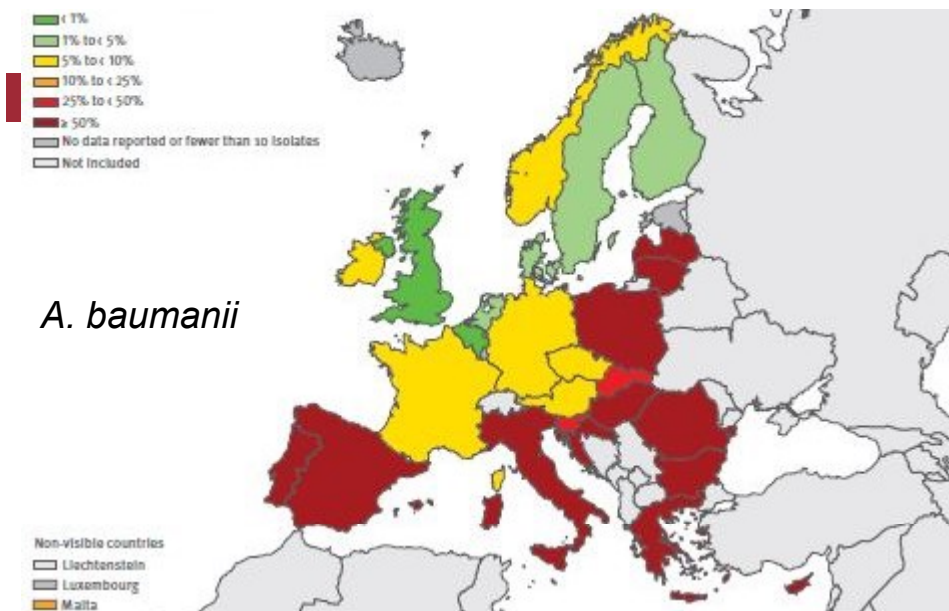 < 1%
1% to < 5%
5% to < 10%
10% to < 25%
25% to < 50%
≥ 50%
No data reported or fewer than 10 isolates
Not included
A. baumanii
Non-visible countries
Liechtenstein
Luxembourg
Malta